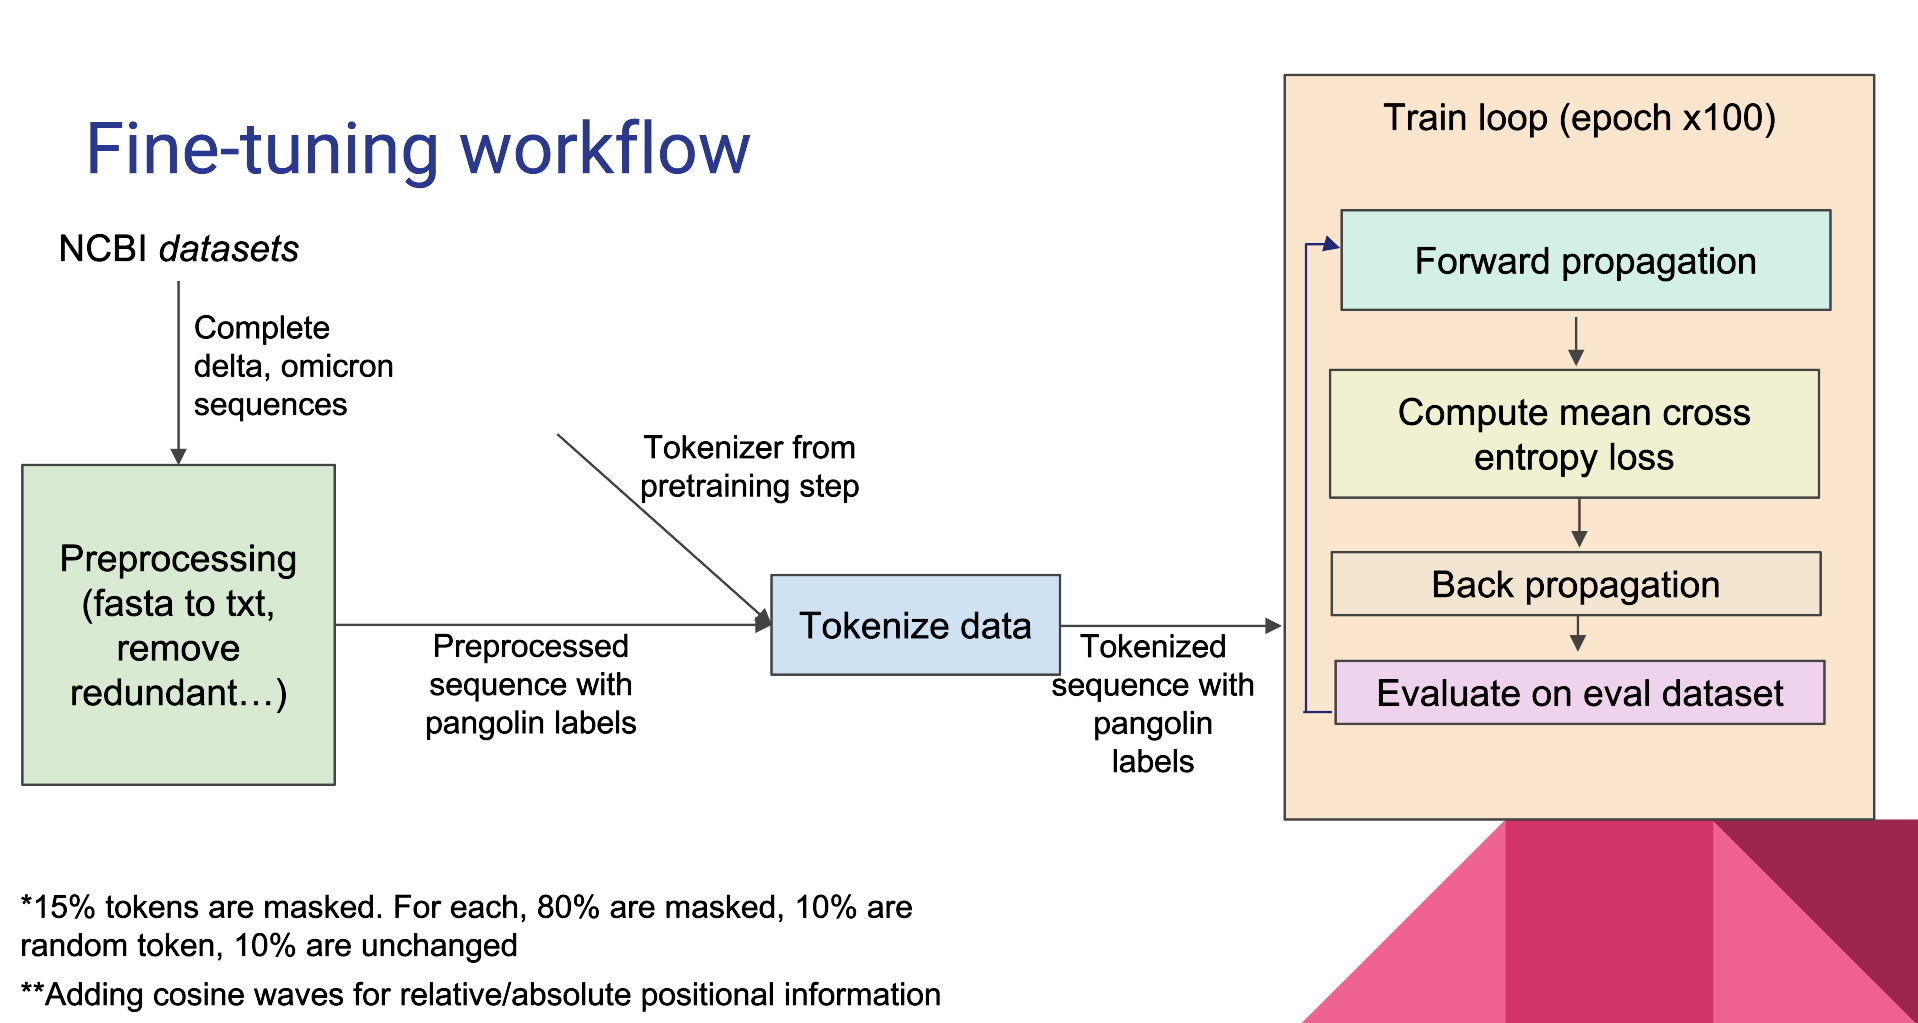 Fine-tuning workflow
NCBI datasets
Complete
delta, omicron
sequences
Preprocessing
(fasta to txt,
remove
redundant…)
Tokenizer from
pretraining step
Preprocessed
sequence with
pangolin labels
Tokenize data
Tokenized
sequence with
pangolin
labels
Train loop (epoch x100)
Forward propagation
Compute mean cross
entropy loss
Back propagation
Evaluate on eval dataset
*15% tokens are masked. For each, 80% are masked, 10% are
random token, 10% are unchanged
**Adding cosine waves for relative/absolute positional information